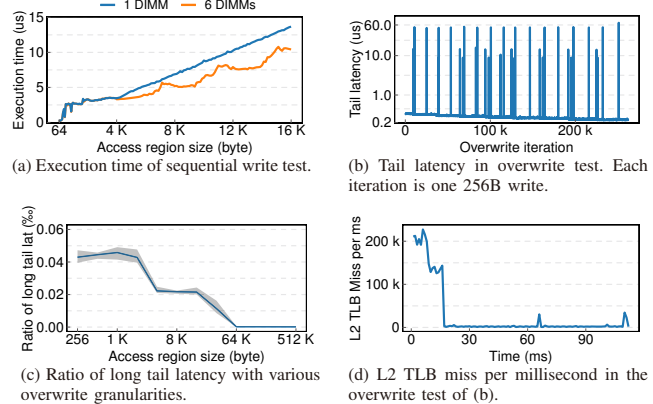 1 DIMM 6 DIMMs
Execution time (us)
15
10
5
0
64 4 K 8 K 12 K 16 K
Access region size (byte)
(a) Execution time of sequential write test.
Tail latency (us)
60.0
10.0
1.0
0.2
0 100 k 200 k
Overwrite iteration
(b) Tail latency in overwrite test. Each
iteration is one 256B write.
Ratio of long tail lat (‰)
0.06
0.04
0.02
0.00
256 1 K 8 K 64 K 512 K
Access region size (byte)
(c) Ratio of long tail latency with various
overwrite granularities.
L2 TLB Miss per ms
200 k
100 k
0
0 30 60 90
Time (ms)
(d) L2 TLB miss per millisecond in the
overwrite test of (b).